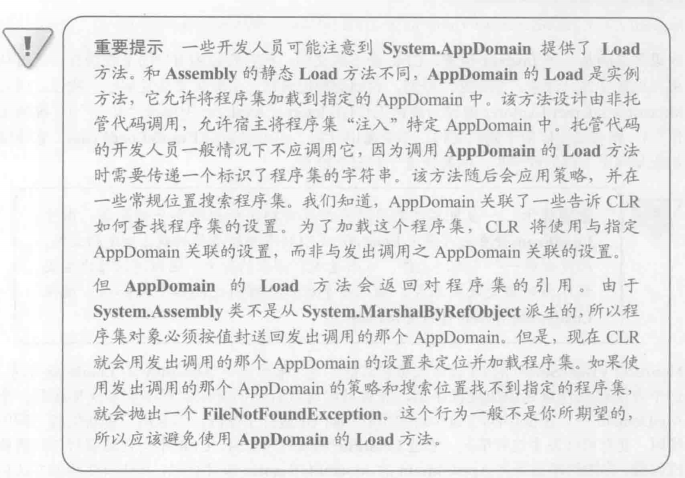 重要提示 一些开发人员可能注意到 System.AppDomain 提供了 Load
方法。和 Assembly 的静态 Load 方法不同，AppDomain 的 Load 是实例
方法，它允许将程序集加载到指定的 AppDomain 中。该方法设计由非托
管代码调用，允许宿主将程序集“注入”特定 AppDomain 中。托管代码
的开发人员一般情况下不应调用它，因为调用 AppDomain 的 Load 方法
时需要传递一个标识了程序集的字符串。该方法随后会应用策略，并在
一些常规位置搜索程序集。我们知道，AppDomain 关联了一些告诉 CLR
如何查找程序集的设置。为了加载这个程序集，CLR 将使用与指定
AppDomain 关联的设置，而非与发出调用之 AppDomain 关联的设置。
但 AppDomain 的 Load 方法会返回对程序集的引用。由于
System.Assembly 类不是从 System.MarshalByRefObject 派生的，所以程
序集对象必须按值封送回发出调用的那个 AppDomain。但是，现在 CLR
就会用发出调用的那个 AppDomain 的设置来定位并加载程序集。如果使
用发出调用的那个 AppDomain 的策略和搜索位置找不到指定的程序集，
就会抛出一个 FileNotFoundException。这个行为一般不是你所期望的，
所以应该避免使用 AppDomain 的 Load 方法。